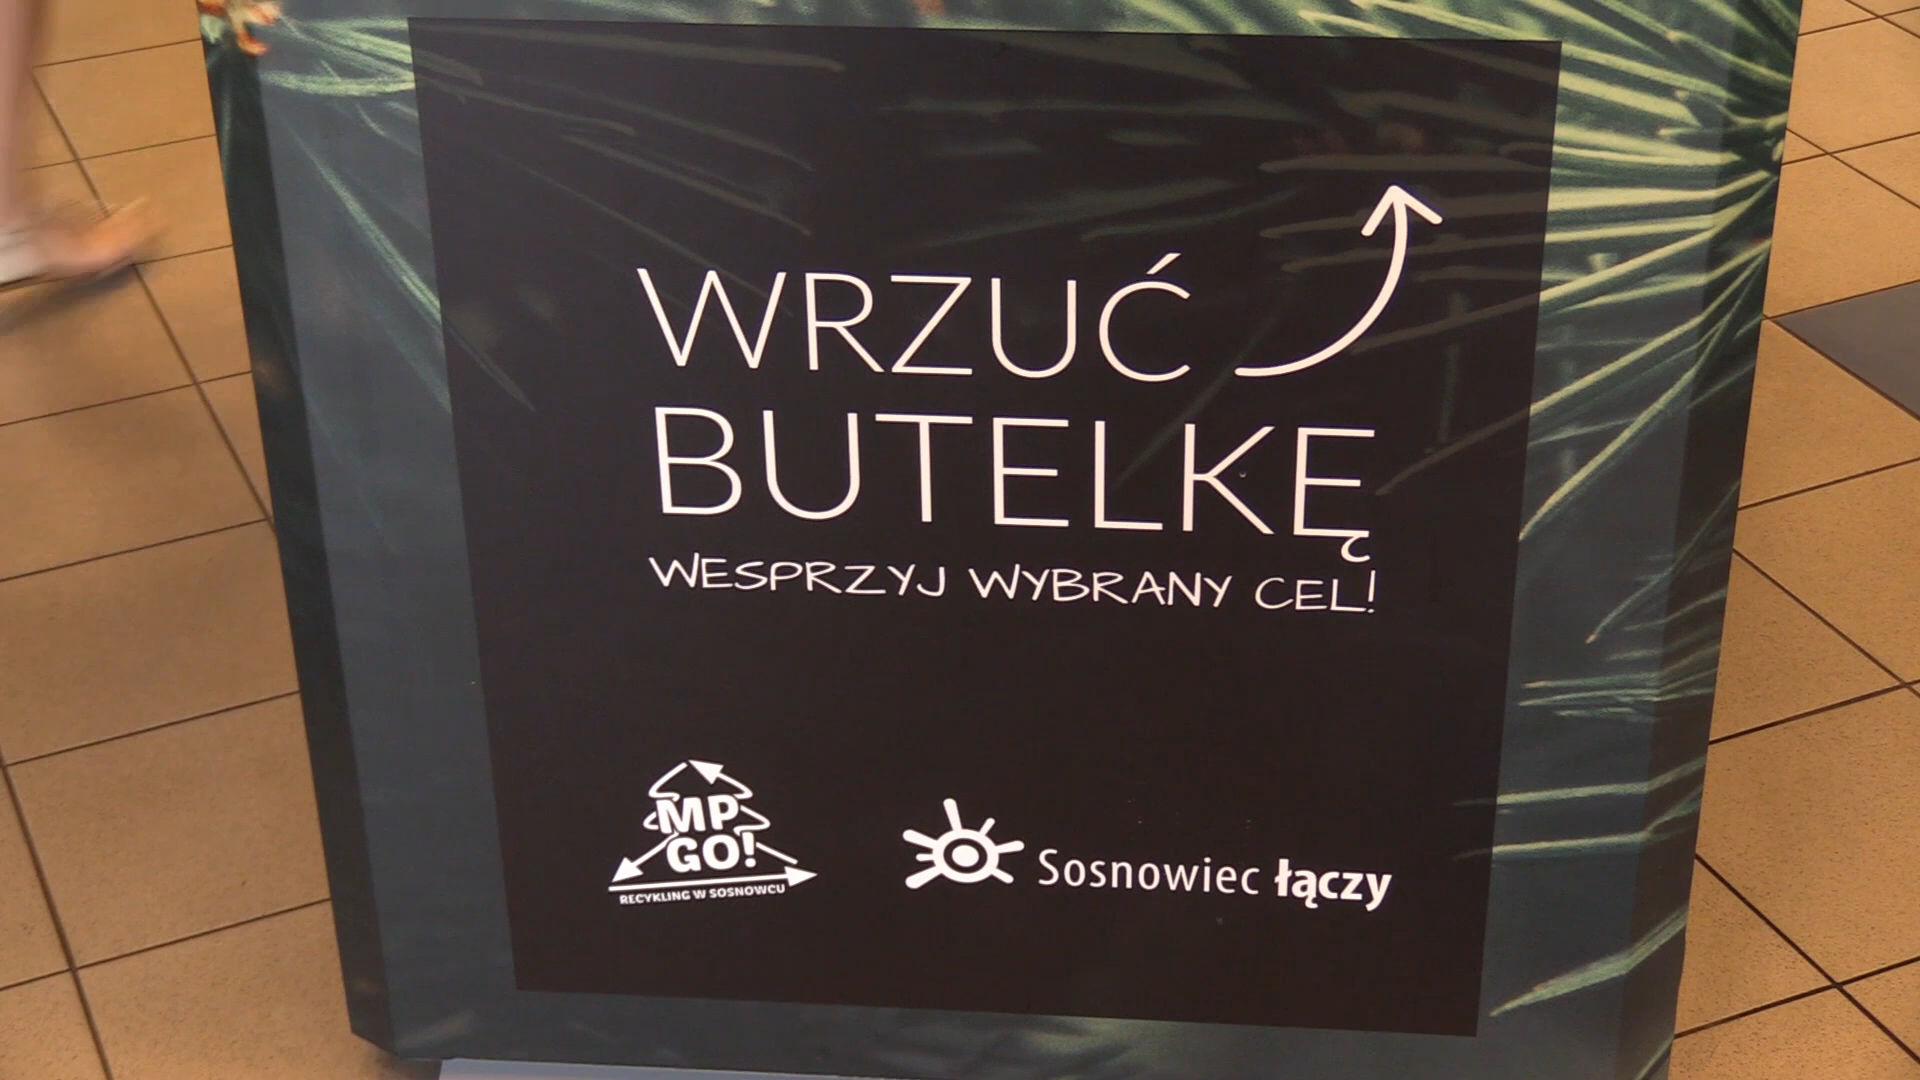 WRZUĆ
BUTELKĘ
WESPRZYJ WYBRANY CEL!
MP
GO!
RECYKLING W SOSNOWCU
Sosnowiec łączy